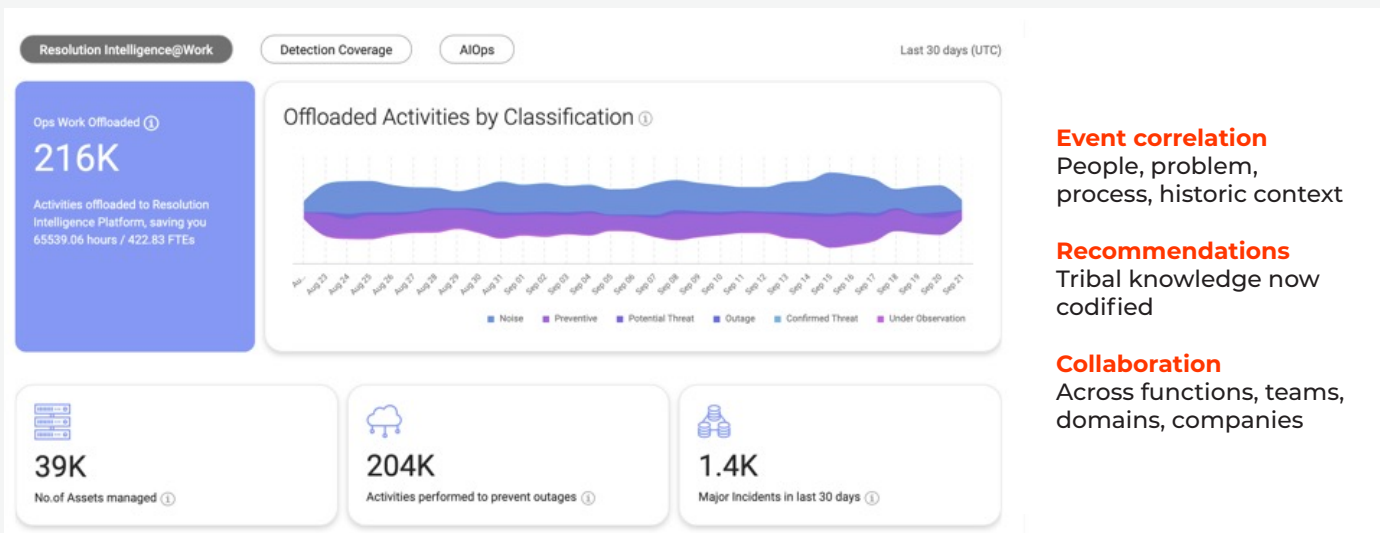 Resolution Intelligence@Work
Detection Coverage
AIOps
Last 30 days (UTC)
Ops Work Offloaded
216K
Activities offloaded to Resolution
Intelligence Platform, saving you
65539.06 hours / 422.83 FTEs
Offloaded Activities by Classification
Au...
Aug 23
Aug 24
Aug 25
Aug 26
Aug 27
Aug 28
Aug 29
Aug 30
Aug 31
Sep 01
Sep 02
Sep 03
Sep 04
Sep 05
Sep 06
Sep 07
Sep 08
Sep 09
Sep 10
Sep 11
Sep 12
Sep 13
Sep 14
Sep 15
Sep 16
Sep 17
Sep 18
Sep 19
Sep 20
Sep 21
Noise
Preventive
Potential Threat
Outage
Confirmed Threat
Under Observation
39K
No.of Assets managed
204K
Activities performed to prevent outages
1.4K
Major Incidents in last 30 days
Event correlation
People, problem,
process, historic context
Recommendations
Tribal knowledge now
codified
Collaboration
Across functions, teams,
domains, companies